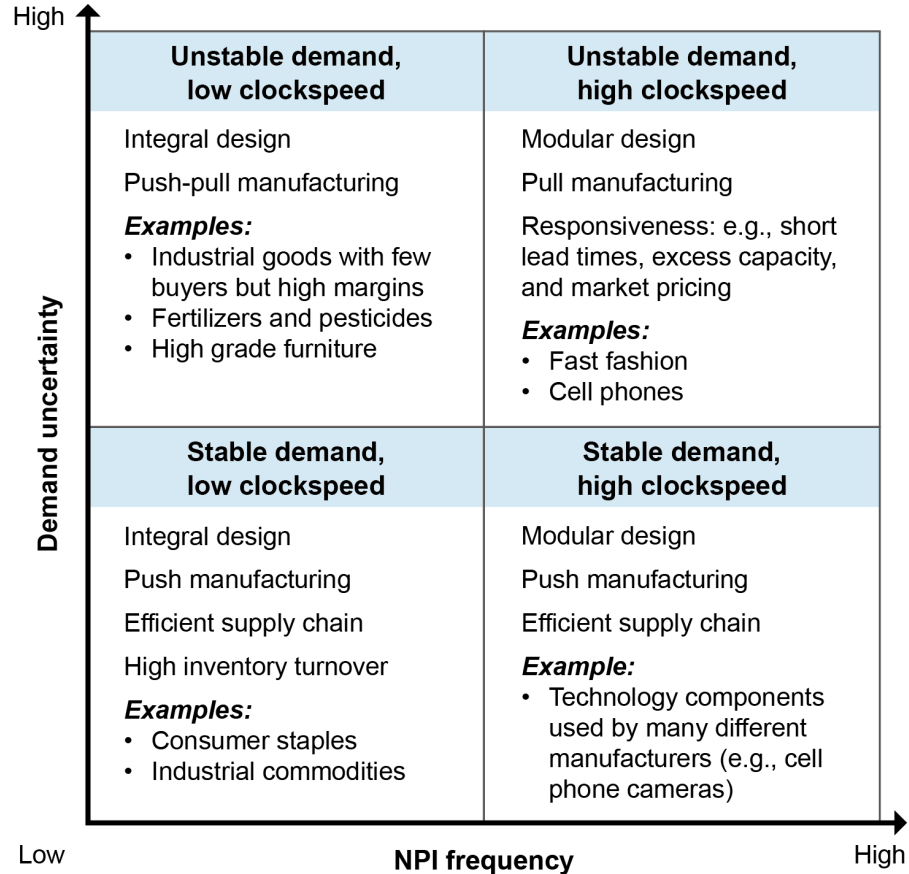 High
Unstable demand,
low clockspeed
Integral design
Push-pull manufacturing
Examples:
• Industrial goods with few
buyers but high margins
• Fertilizers and pesticides
• High grade furniture
Unstable demand,
high clockspeed
Modular design
Pull manufacturing
Responsiveness: e.g., short
lead times, excess capacity,
and market pricing
Examples:
• Fast fashion
• Cell phones
Demand uncertainty
Stable demand,
low clockspeed
Integral design
Push manufacturing
Efficient supply chain
High inventory turnover
Examples:
• Consumer staples
• Industrial commodities
Stable demand,
high clockspeed
Modular design
Push manufacturing
Efficient supply chain
Example:
• Technology components
used by many different
manufacturers (e.g., cell
phone cameras)
Low
NPI frequency
High